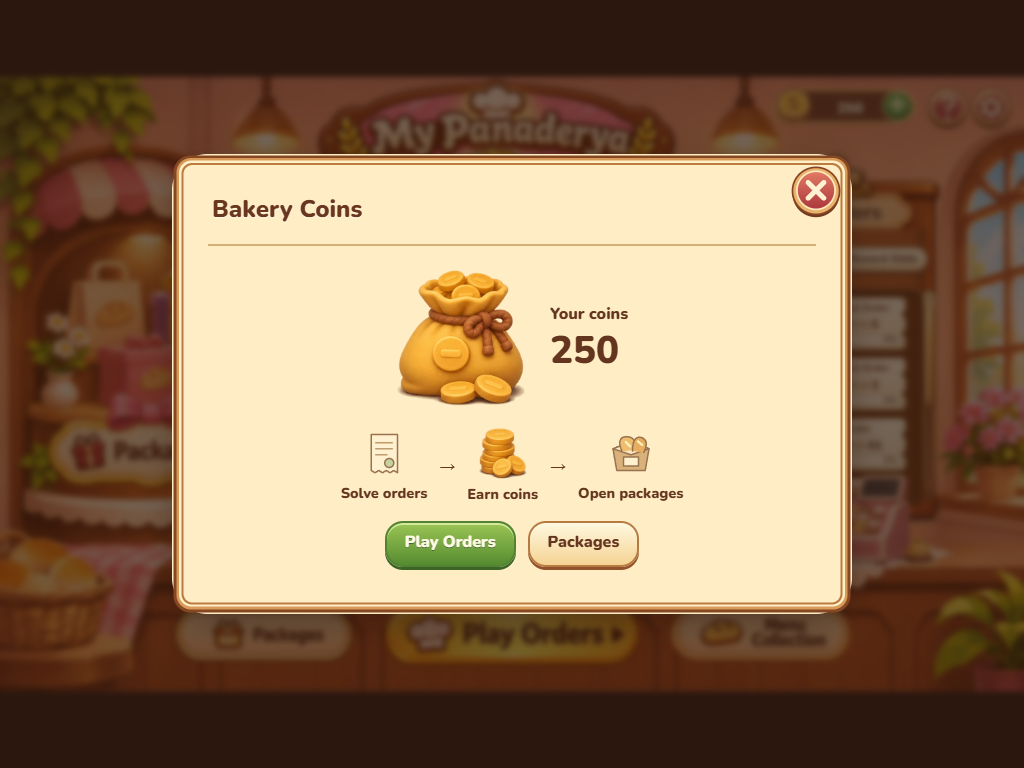 My Panaderya
Bakery Coins
Your coins
250
→
→
Solve orders
Earn coins
Open packages
Play Orders
Packages
Packages
Play Orders
Menu
Collection